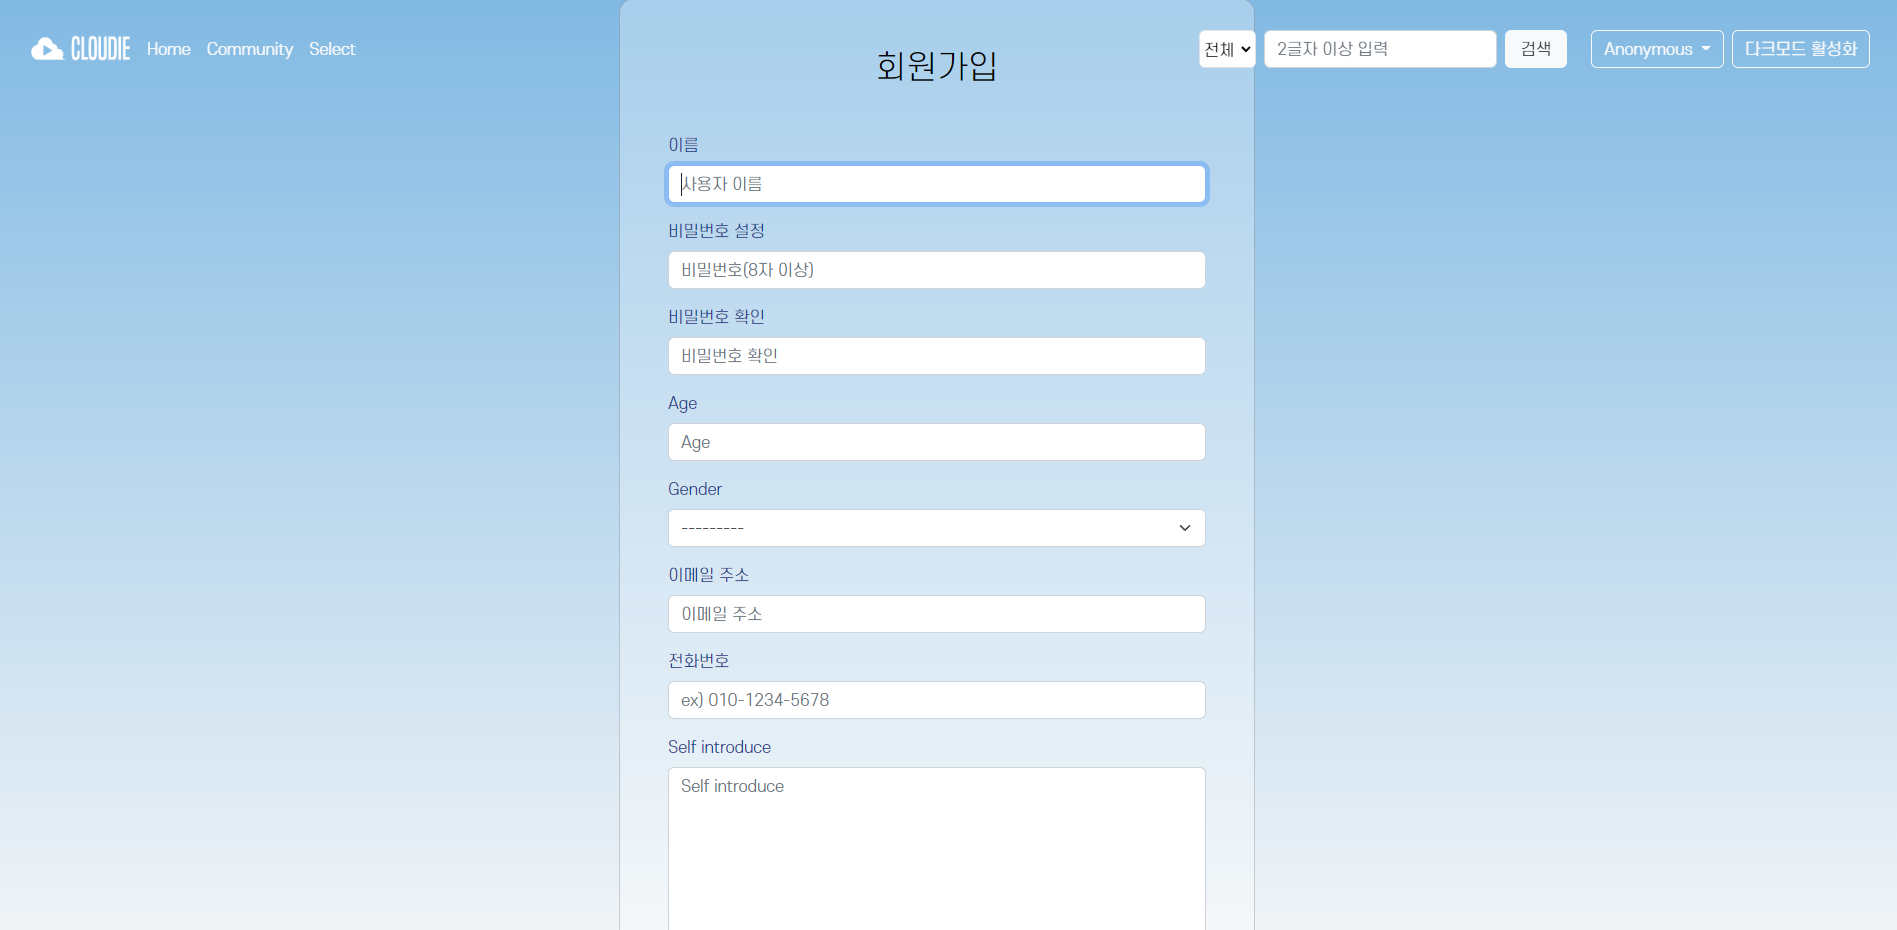 CLOUDIE Home Community Select
전체 2글자 이상 입력 검색 Anonymous 다크모드 활성화
회원가입
이름
사용자 이름
비밀번호 설정
비밀번호(8자 이상)
비밀번호 확인
비밀번호 확인
Age
Age
Gender
---------
이메일 주소
이메일 주소
전화번호
ex) 010-1234-5678
Self introduce
Self introduce